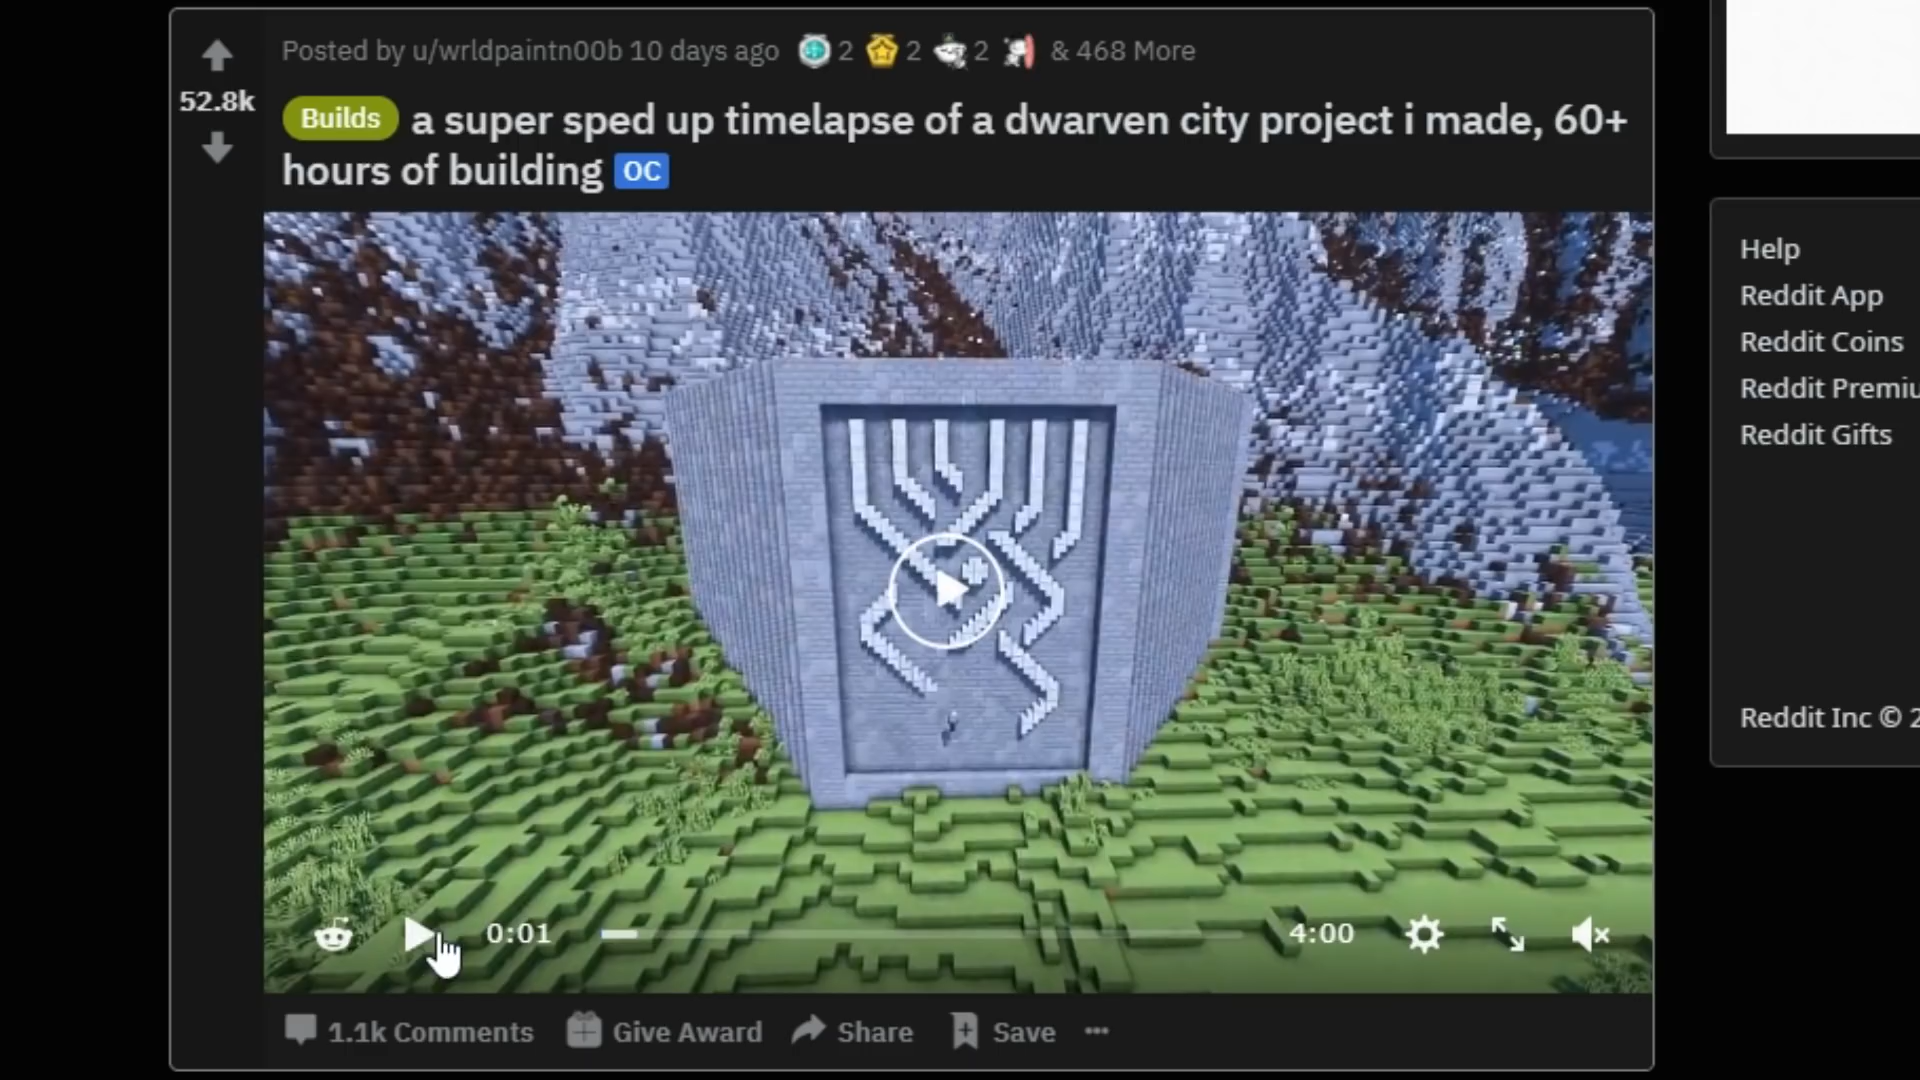 Posted by u/wrldpaintn00b 10 days ago 2 2 2 & 468 More
52.8k
Builds a super sped up timelapse of a dwarven city project i made, 60+
hours of building OC
0:01
4:00
1.1k Comments Give Award Share Save
Help
Reddit App
Reddit Coins
Reddit Premiu
Reddit Gifts
Reddit Inc © 2